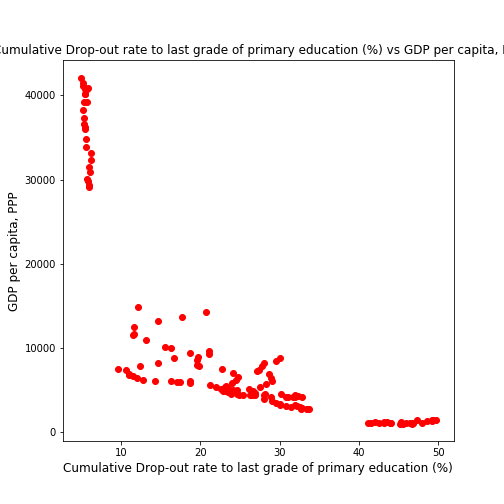 Cumulative Drop-out rate to last grade of primary education (%) vs GDP per capita,
40000
30000
20000
10000
0
GDP per capita, PPP
10 20 30 40 50
Cumulative Drop-out rate to last grade of primary education (%)